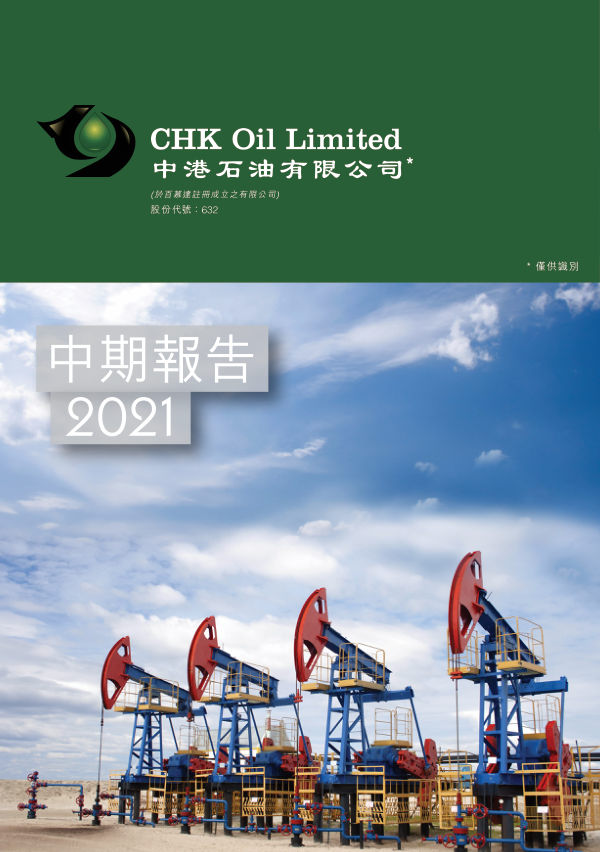 CHK Oil Limited
中港石油有限公司*
(於百慕達註冊成立之有限公司)
股份代號：632
* 僅供識別
中期報告
2021